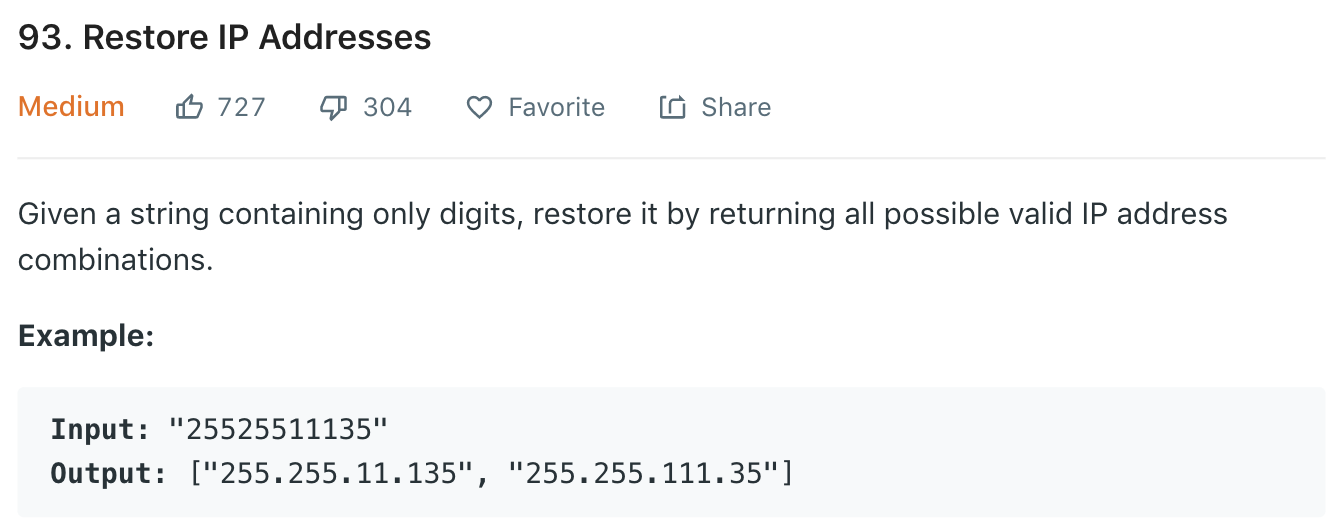 93. Restore IP Addresses
Medium 727 304 Favorite Share
Given a string containing only digits, restore it by returning all possible valid IP address
combinations.
Example:
Input: "25525511135"
Output: ["255.255.11.135", "255.255.111.35"]